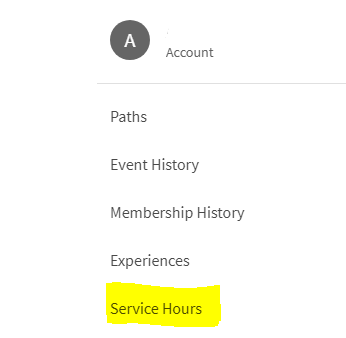 A
Account
Paths
Event History
Membership History
Experiences
Service Hours